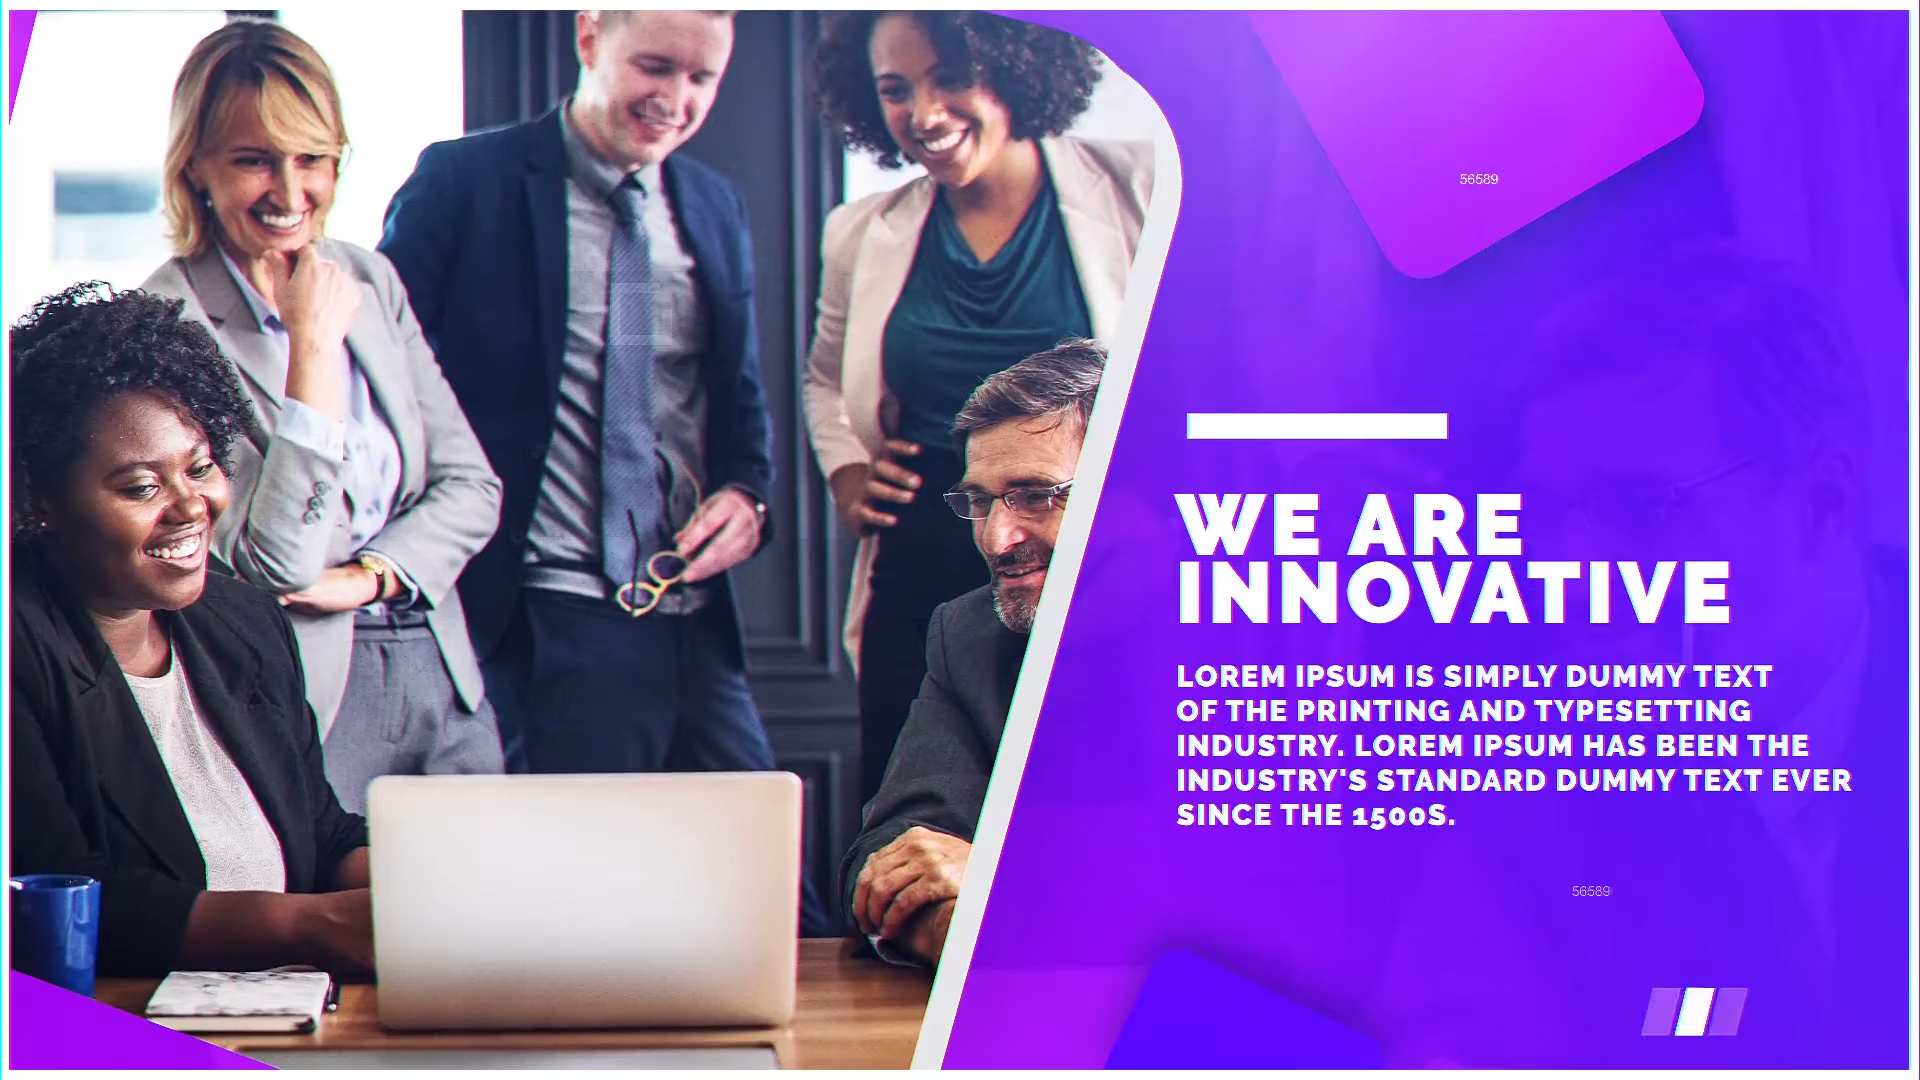 56589
WE ARE
INNOVATIVE
LOREM IPSUM IS SIMPLY DUMMY TEXT
OF THE PRINTING AND TYPESETTING
INDUSTRY. LOREM IPSUM HAS BEEN THE
INDUSTRY'S STANDARD DUMMY TEXT EVER
SINCE THE 1500S.
56589